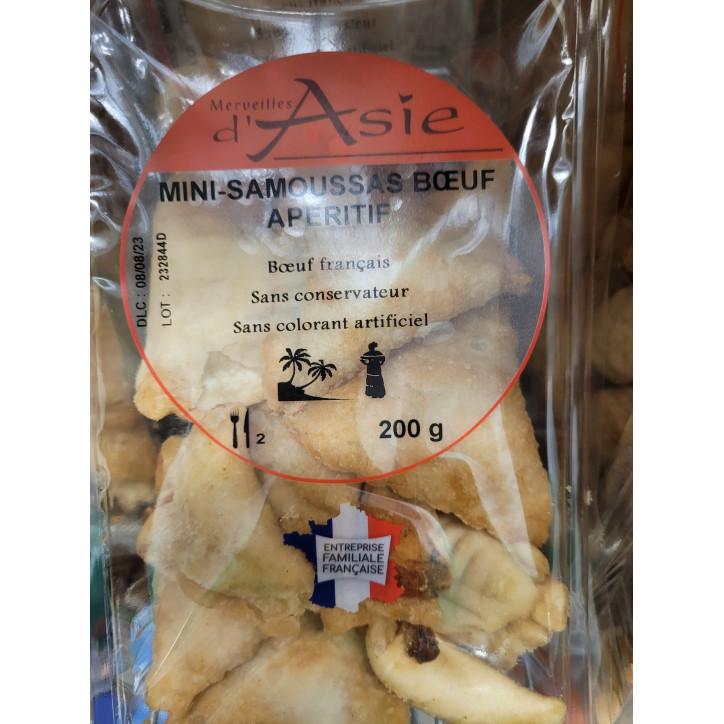 Merveilles
d'Asie
MINI-SAMOUSSAS BŒUF
APERITIF
DLC : 08/08/23
LOT : 232844D
Bœuf français
Sans conservateur
Sans colorant artificiel
2
200 g
ENTREPRISE
FAMILIALE
FRANÇAISE